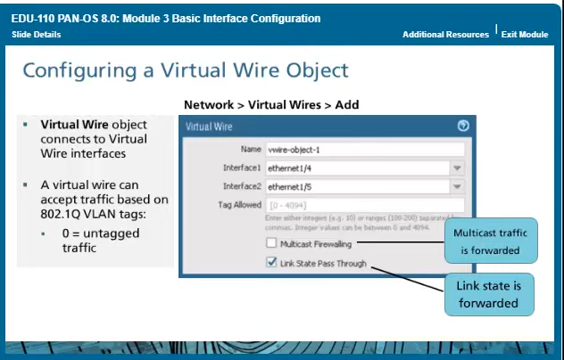 EDU-110 PAN-OS 8.0: Module 3 Basic Interface Configuration
Slide Details
Additional Resources
Exit Module
Configuring a Virtual Wire Object
Network > Virtual Wires > Add
Virtual Wire object
connects to Virtual
Wire interfaces
A virtual wire can
accept traffic based on
802.1Q VLAN tags:
0 = untagged
traffic
Virtual Wire
Name vwire-object-1
Interface1 ethernet1/4
Interface2 ethernet1/5
Tag Allowed [0 - 4094]
Enter either integers (e.g. 10) or ranges (100-200) separated by
commas. Integer values can be between 0 and 4094.
Multicast Firewalling
Link State Pass Through
Multicast traffic
is forwarded
Link state is
forwarded